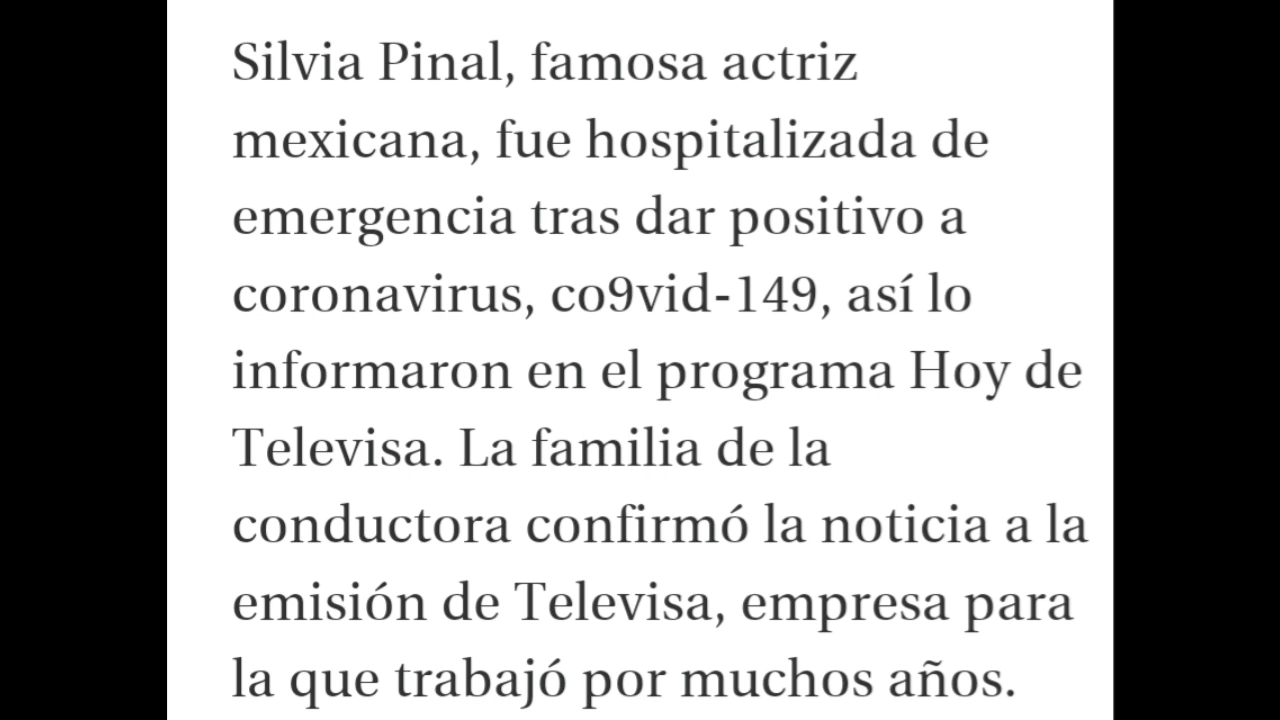 Silvia Pinal, famosa actriz
mexicana, fue hospitalizada de
emergencia tras dar positivo a
coronavirus, co9vid-149, así lo
informaron en el programa Hoy de
Televisa. La familia de la
conductora confirmó la noticia a la
emisión de Televisa, empresa para
la que trabajó por muchos años.